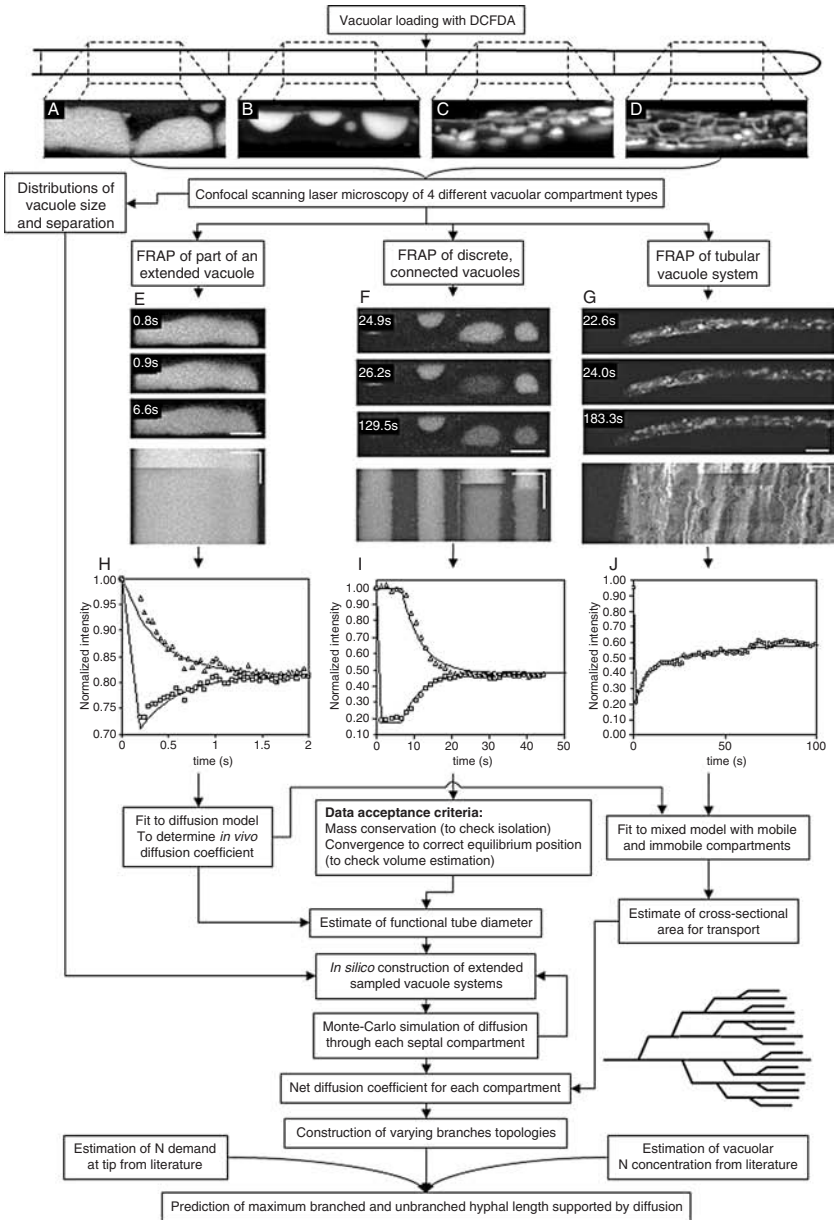 Vacuolar loading with DCFDA
A
B
C
D
Distributions of
vacuole size
and separation
Confocal scanning laser microscopy of 4 different vacuolar compartment types
FRAP of part of an
extended vacuole
FRAP of discrete,
connected vacuoles
FRAP of tubular
vacuole system
E
0.8s
0.9s
6.6s
F
24.9s
26.2s
129.5s
G
22.6s
24.0s
183.3s
H
Normalized intensity
1.00
0.95
0.90
0.85
0.80
0.75
0.70
0
0.5
1
1.5
2
time (s)
I
Normalized intensity
1.00
0.90
0.80
0.70
0.60
0.50
0.40
0.30
0.20
0.10
0
10
20
30
40
50
time (s)
J
Normalized intensity
1.00
0.90
0.80
0.70
0.60
0.50
0.40
0.30
0.20
0.10
0.00
0
50
100
time (s)
Fit to diffusion model
To determine in vivo
diffusion coefficient
Data acceptance criteria:
Mass conservation (to check isolation)
Convergence to correct equilibrium position
(to check volume estimation)
Fit to mixed model with mobile
and immobile compartments
Estimate of functional tube diameter
Estimate of cross-sectional
area for transport
In silico construction of extended
sampled vacuole systems
Monte-Carlo simulation of diffusion
through each septal compartment
Net diffusion coefficient for each compartment
Construction of varying branches topologies
Estimation of N demand
at tip from literature
Estimation of vacuolar
N concentration from literature
Prediction of maximum branched and unbranched hyphal length supported by diffusion